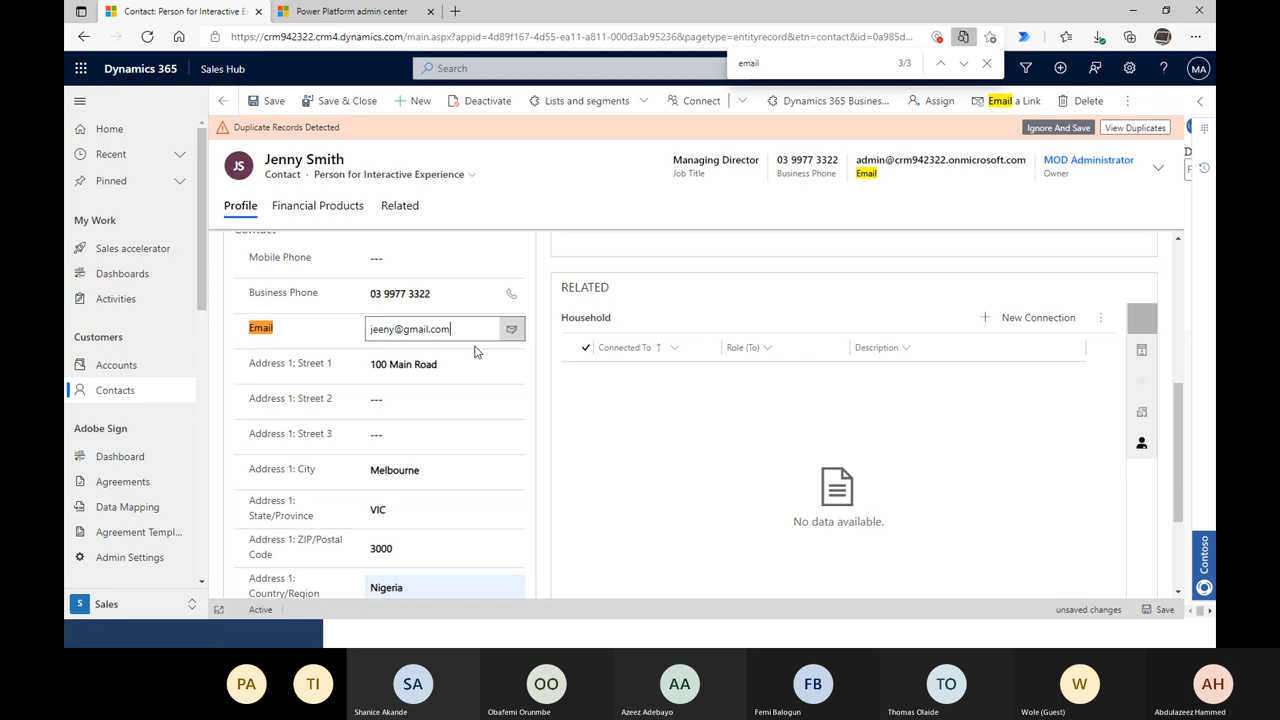 Contact: Person for Interactive Ex
Power Platform admin center
https://crm942322.crm4.dynamics.com/main.aspx?appid=4d89f167-4d55-ea11-a811-000d3ab95236&pagetype=entityrecord&etn=contact&id=0a985d...
email
3/3
Dynamics 365
Sales Hub
Search
MA
Save
Save & Close
New
Deactivate
Lists and segments
Connect
Dynamics 365 Busines...
Assign
Email a Link
Delete
Duplicate Records Detected
Ignore And Save
View Duplicates
JS
Jenny Smith
Contact · Person for Interactive Experience
Managing Director
Job Title
03 9977 3322
Business Phone
admin@crm942322.onmicrosoft.com
Email
MOD Administrator
Owner
D
Profile
Financial Products
Related
Home
Recent
Pinned
My Work
Sales accelerator
Dashboards
Activities
Customers
Accounts
Contacts
Adobe Sign
Dashboard
Agreements
Data Mapping
Agreement Templ...
Admin Settings
S
Sales
Contact
Mobile Phone
---
Business Phone
03 9977 3322
Email
jeeny@gmail.com
Address 1: Street 1
100 Main Road
Address 1: Street 2
---
Address 1: Street 3
---
Address 1: City
Melbourne
Address 1:
State/Province
VIC
Address 1: ZIP/Postal
Code
3000
Address 1:
Country/Region
Nigeria
RELATED
Household
New Connection
Connected To
Role (To)
Description
No data available.
Contoso
Active
unsaved changes
Save
PA
TI
SA
Shanice Akande
OO
Obafemi Orunmbe
AA
Azeez Adebayo
FB
Femi Balogun
TO
Thomas Olaide
W
Wole (Guest)
AH
Abdulazeez Hammed